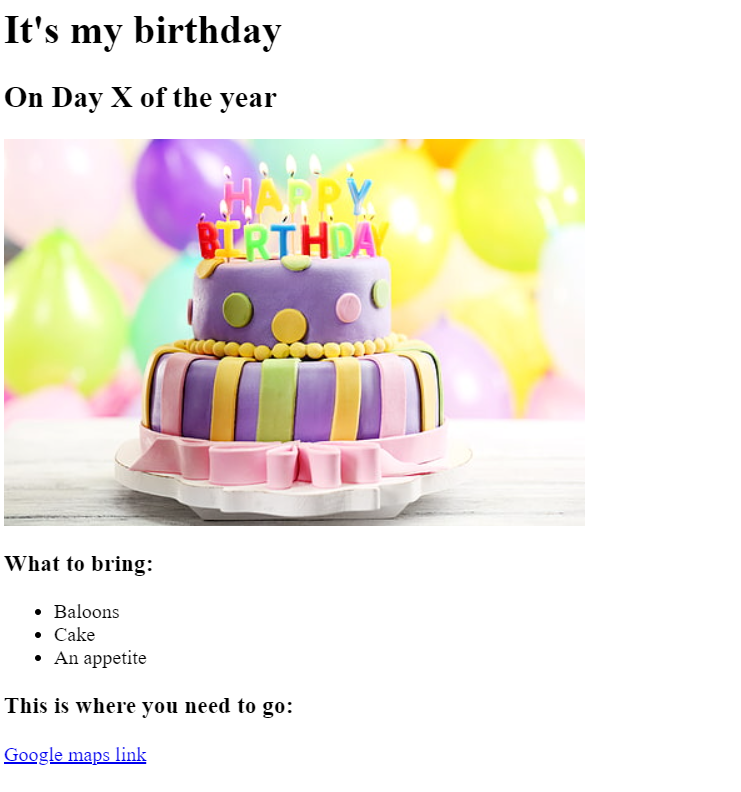 It's my birthday
On Day X of the year
HAPPY
BIRTHDAY
What to bring:
Baloons
Cake
An appetite
This is where you need to go:
Google maps link